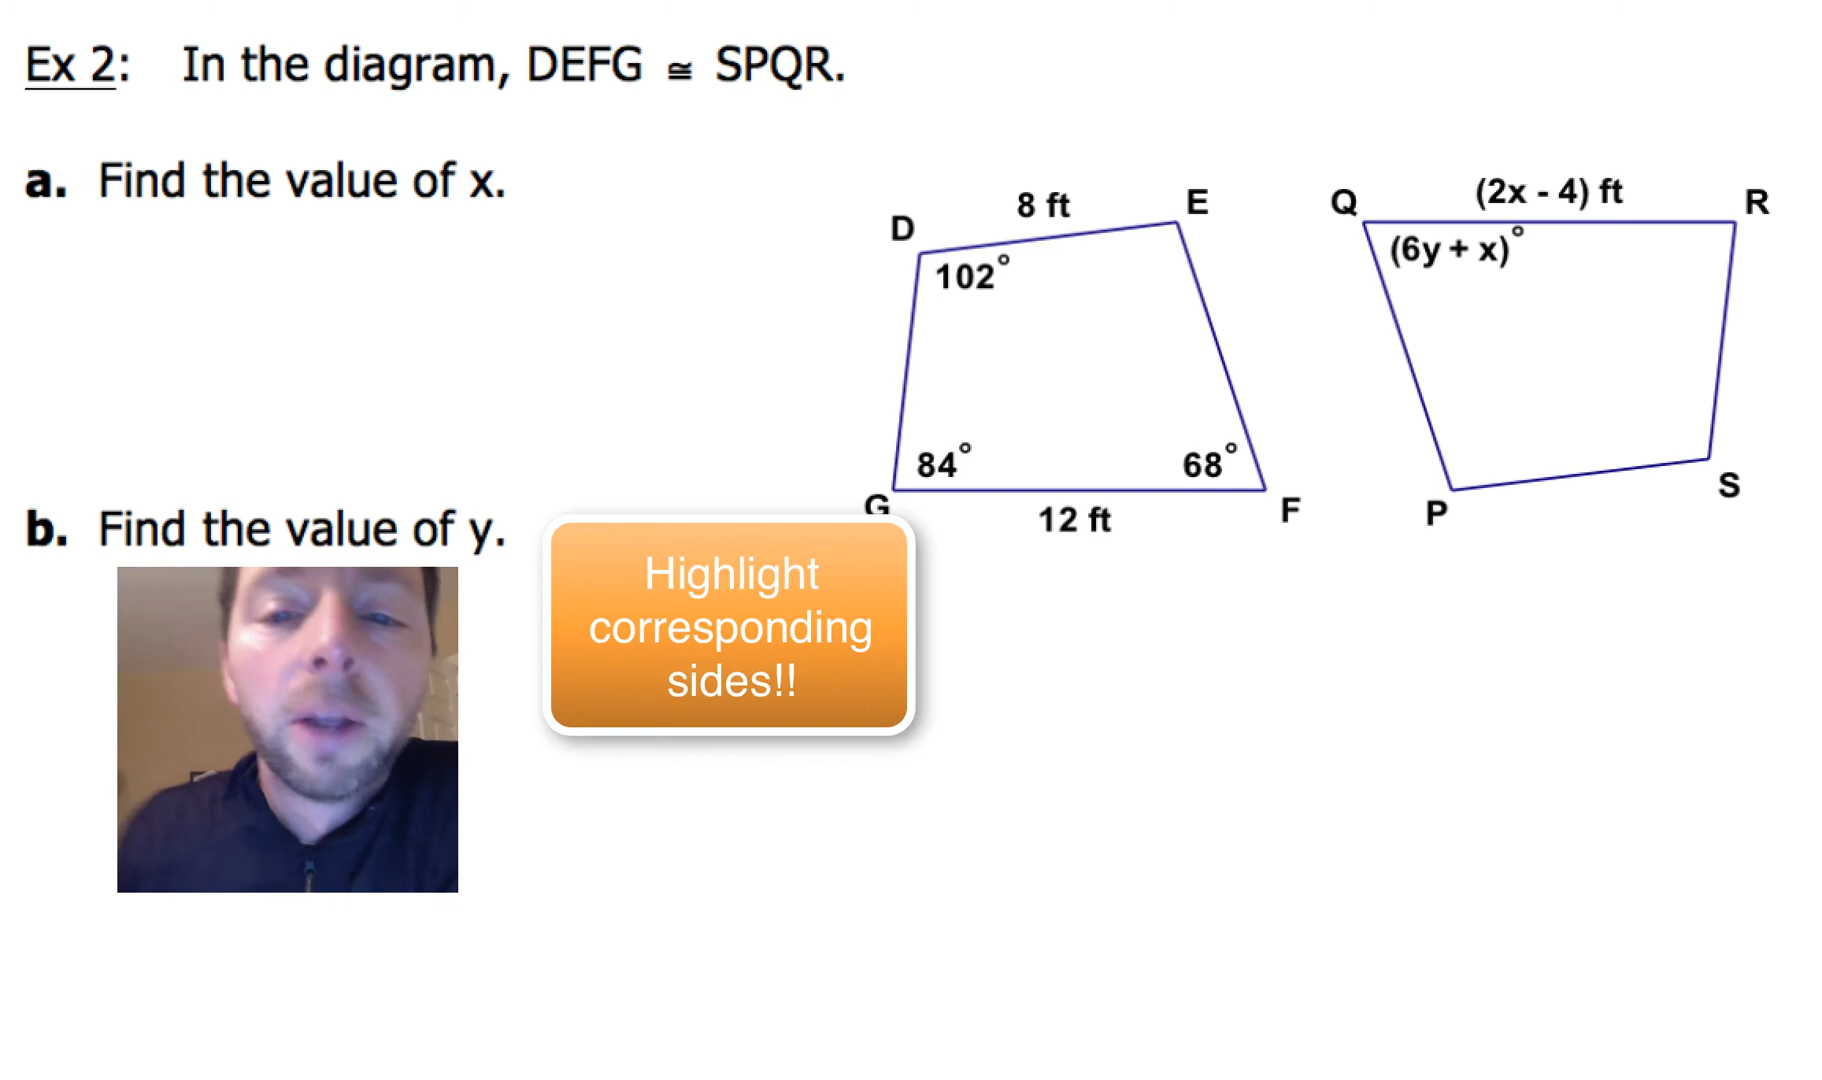 Ex 2: In the diagram, DEFG ≅ SPQR.
a. Find the value of x.
8 ft
D
E
102°
84°
68°
G
12 ft
F
Q
(2x - 4) ft
R
(6y + x)°
P
S
b. Find the value of y.
Highlight
corresponding
sides!!